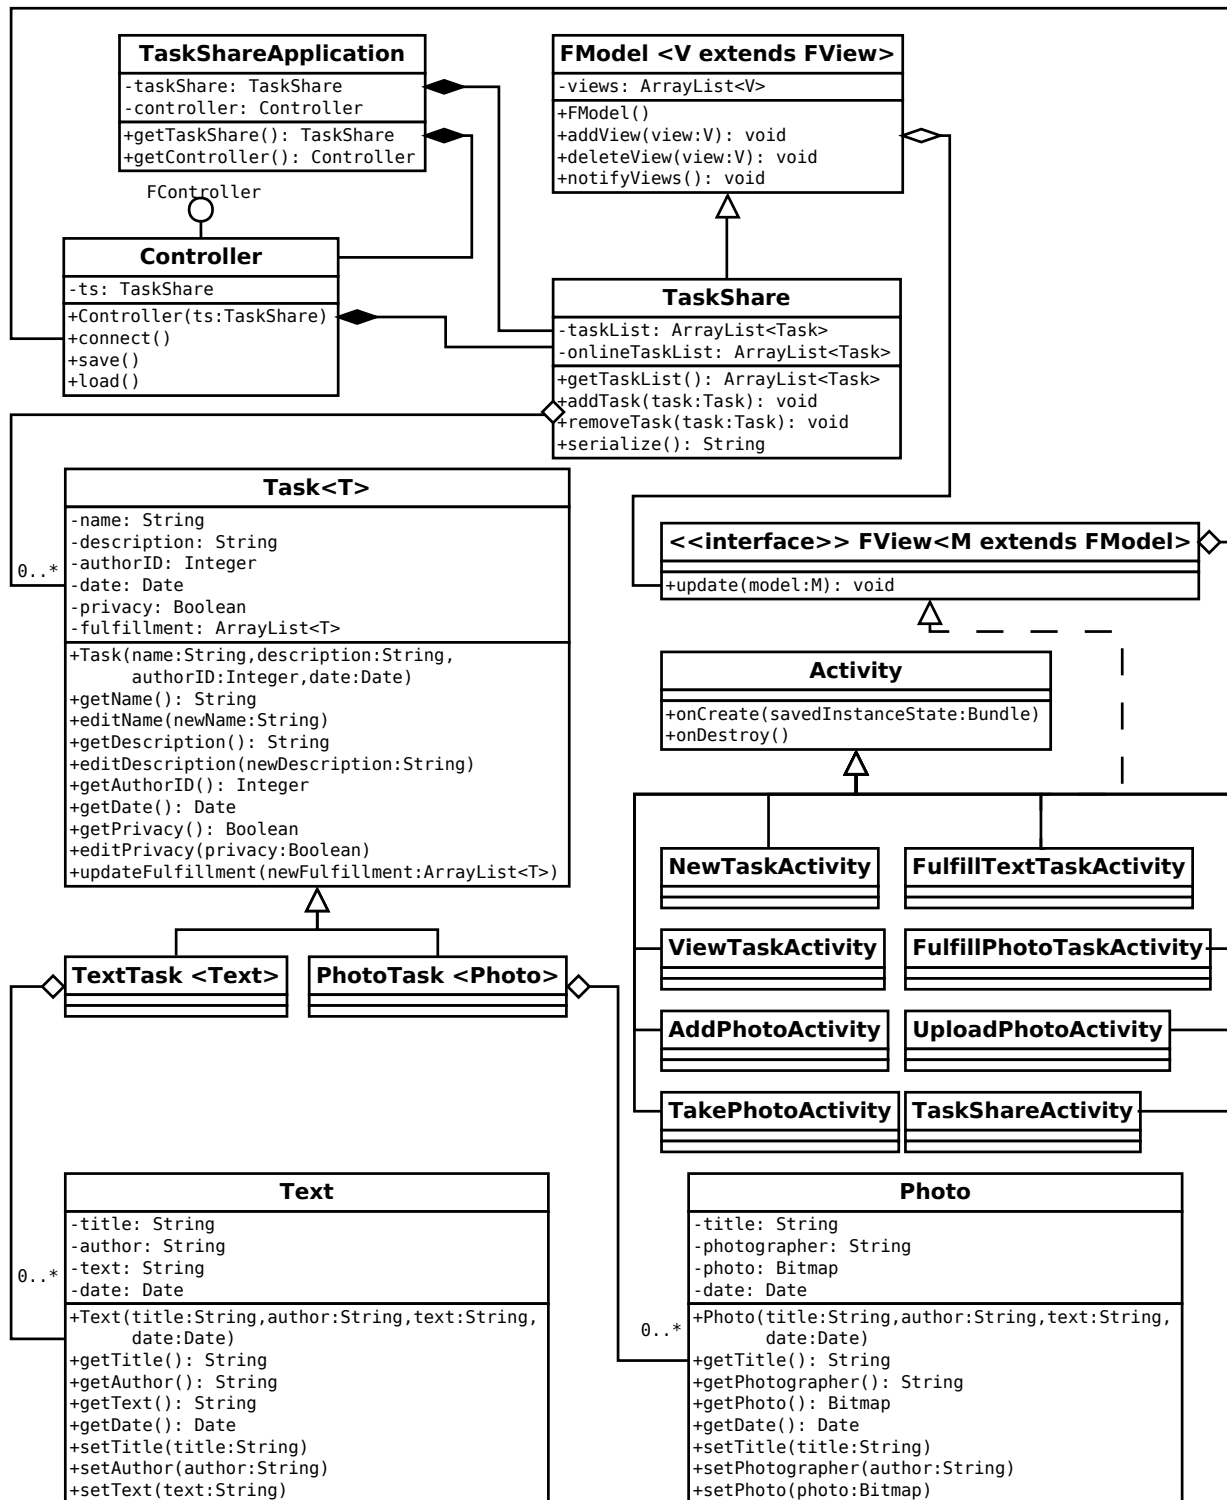 TaskShareApplication
-taskShare: TaskShare
-controller: Controller
+getTaskShare(): TaskShare
+getController(): Controller
FModel <V extends FView>
-views: ArrayList<V>
+FModel()
+addView(view:V): void
+deleteView(view:V): void
+notifyViews(): void
FController
Controller
-ts: TaskShare
+Controller(ts:TaskShare)
+connect()
+save()
+load()
TaskShare
-taskList: ArrayList<Task>
-onlineTaskList: ArrayList<Task>
+getTaskList(): ArrayList<Task>
+addTask(task:Task): void
+removeTask(task:Task): void
+serialize(): String
Task<T>
-name: String
-description: String
-authorID: Integer
-date: Date
-privacy: Boolean
-fulfillment: ArrayList<T>
0..*
+Task(name:String,description:String,
authorID:Integer,date:Date)
+getName(): String
+editName(newName:String)
+getDescription(): String
+editDescription(newDescription:String)
+getAuthorID(): Integer
+getDate(): Date
+getPrivacy(): Boolean
+editPrivacy(privacy:Boolean)
+updateFulfillment(newFulfillment:ArrayList<T>)
<<interface>> FView<M extends FModel>
+update(model:M): void
Activity
+onCreate(savedInstanceState:Bundle)
+onDestroy()
NewTaskActivity
FulfillTextTaskActivity
ViewTaskActivity
FulfillPhotoTaskActivity
AddPhotoActivity
UploadPhotoActivity
TakePhotoActivity
TaskShareActivity
TextTask <Text>
PhotoTask <Photo>
Text
-title: String
-author: String
-text: String
-date: Date
0..*
+Text(title:String,author:String,text:String,
date:Date)
+getTitle(): String
+getAuthor(): String
+getText(): String
+getDate(): Date
+setTitle(title:String)
+setAuthor(author:String)
+setText(text:String)
Photo
-title: String
-photographer: String
-photo: Bitmap
-date: Date
0..*
+Photo(title:String,author:String,text:String,
date:Date)
+getTitle(): String
+getPhotographer(): String
+getPhoto(): Bitmap
+getDate(): Date
+setTitle(title:String)
+setPhotographer(author:String)
+setPhoto(photo:Bitmap)